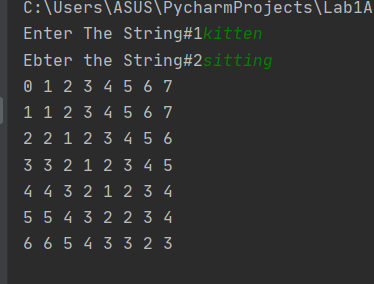 C:\Users\ASUS\PycharmProjects\Lab1A
Enter The String#1kitten
Ebter the String#2sitting
0 1 2 3 4 5 6 7
1 1 2 3 4 5 6 7
2 2 1 2 3 4 5 6
3 3 2 1 2 3 4 5
4 4 3 2 1 2 3 4
5 5 4 3 2 2 3 4
6 6 5 4 3 3 2 3